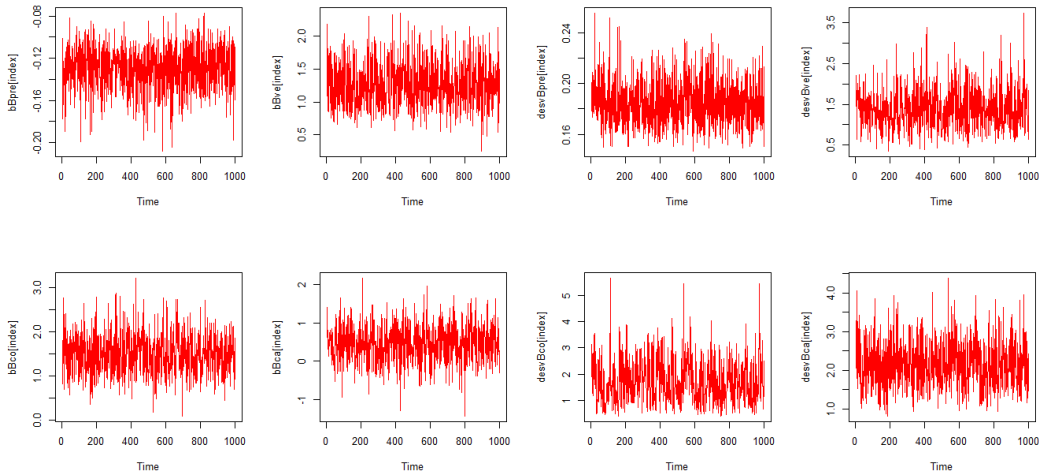 bBpre[index]
-0.20 -0.16 -0.12 -0.08
0 200 400 600 800 1000
Time
bBve[index]
0.5 1.0 1.5 2.0
0 200 400 600 800 1000
Time
desvBpre[index]
0.16 0.20 0.24
0 200 400 600 800 1000
Time
desvBve[index]
0.5 1.5 2.5 3.5
0 200 400 600 800 1000
Time
bBco[index]
0.0 1.0 2.0 3.0
0 200 400 600 800 1000
Time
bBca[index]
-1 0 1 2
0 200 400 600 800 1000
Time
desvBco[index]
1 2 3 4 5
0 200 400 600 800 1000
Time
desvBca[index]
1.0 2.0 3.0 4.0
0 200 400 600 800 1000
Time